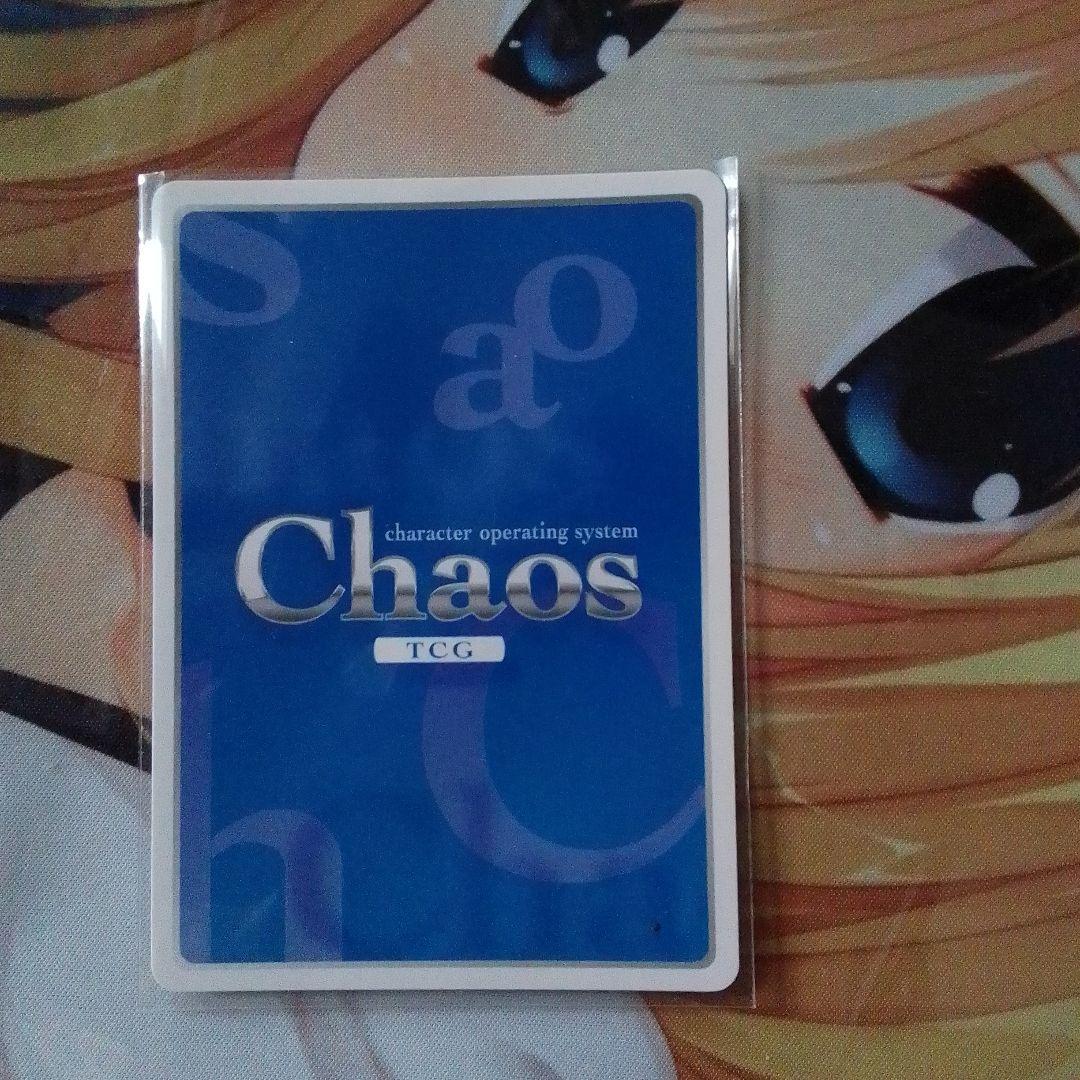 s
o
a
character operating system
Chaos
TCG
C
h